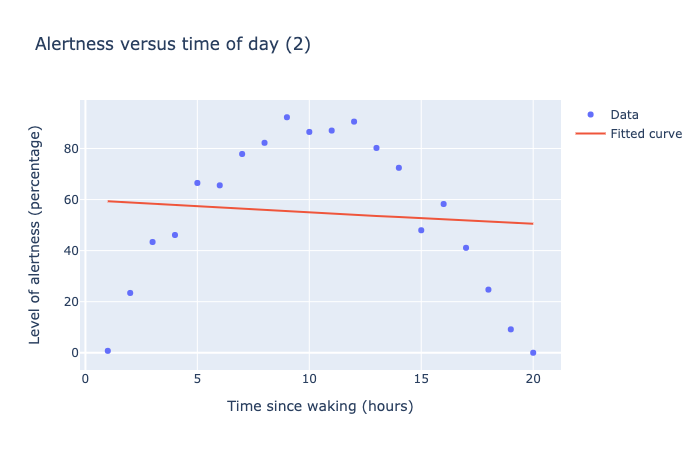 Alertness versus time of day (2)
Data
Fitted curve
Level of alertness (percentage)
80
60
40
20
0
0 5 10 15 20
Time since waking (hours)